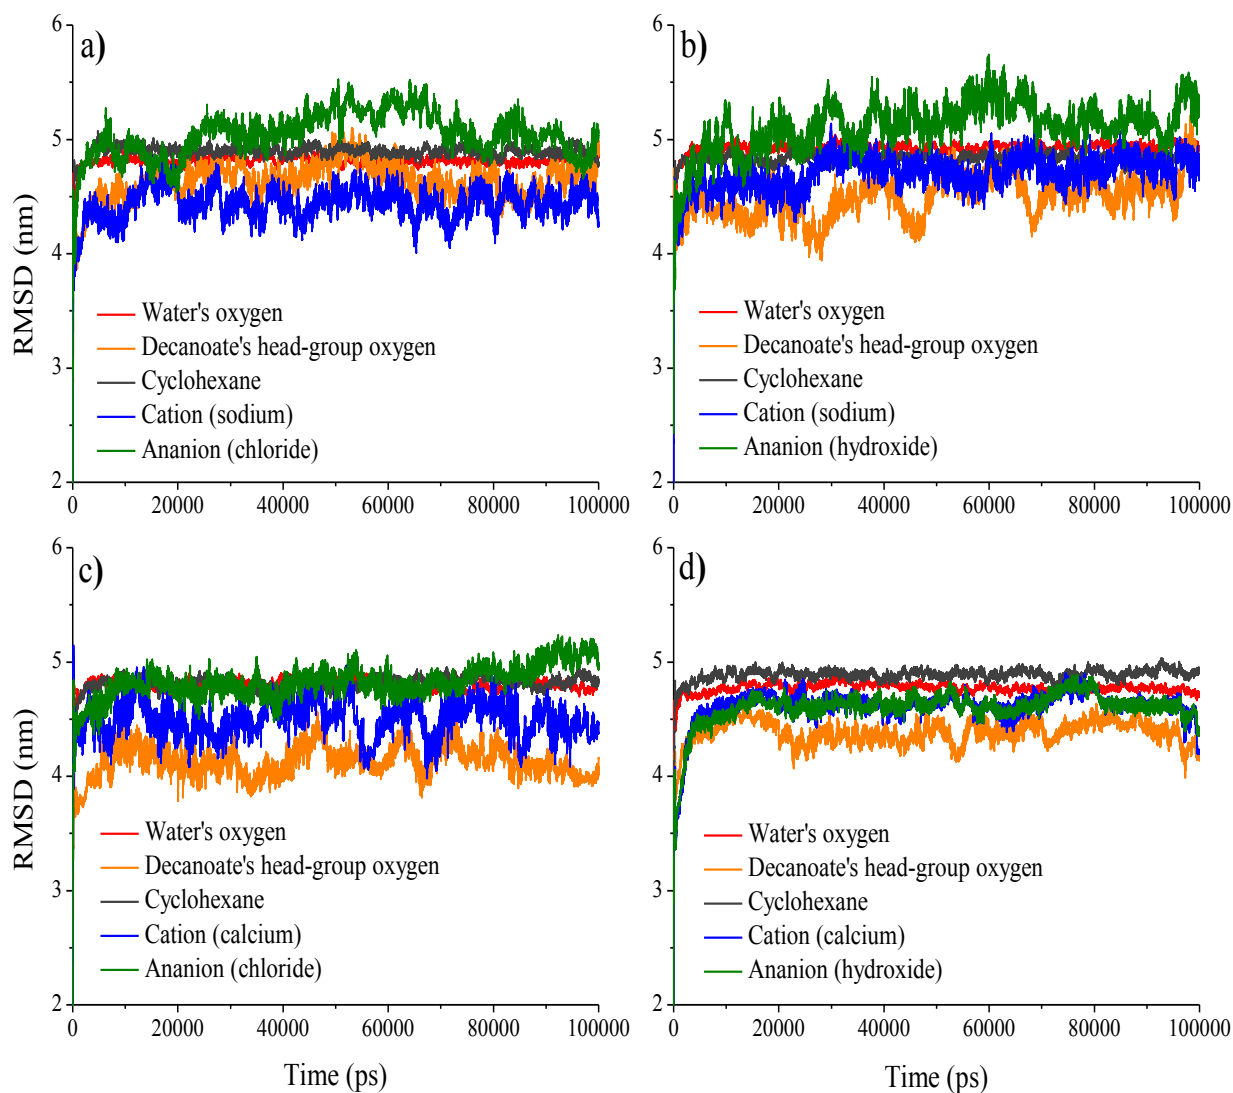 a)
6
5
4
3
2
RMSD (nm)
Water's oxygen
Decanoate's head-group oxygen
Cyclohexane
Cation (sodium)
Ananion (chloride)
0 20000 40000 60000 80000 100000
b)
6
5
4
3
2
Water's oxygen
Decanoate's head-group oxygen
Cyclohexane
Cation (sodium)
Ananion (hydroxide)
0 20000 40000 60000 80000 100000
c)
6
5
4
3
2
RMSD (nm)
Water's oxygen
Decanoate's head-group oxygen
Cyclohexane
Cation (calcium)
Ananion (chloride)
0 20000 40000 60000 80000 100000
Time (ps)
d)
6
5
4
3
2
Water's oxygen
Decanoate's head-group oxygen
Cyclohexane
Cation (calcium)
Ananion (hydroxide)
0 20000 40000 60000 80000 100000
Time (ps)